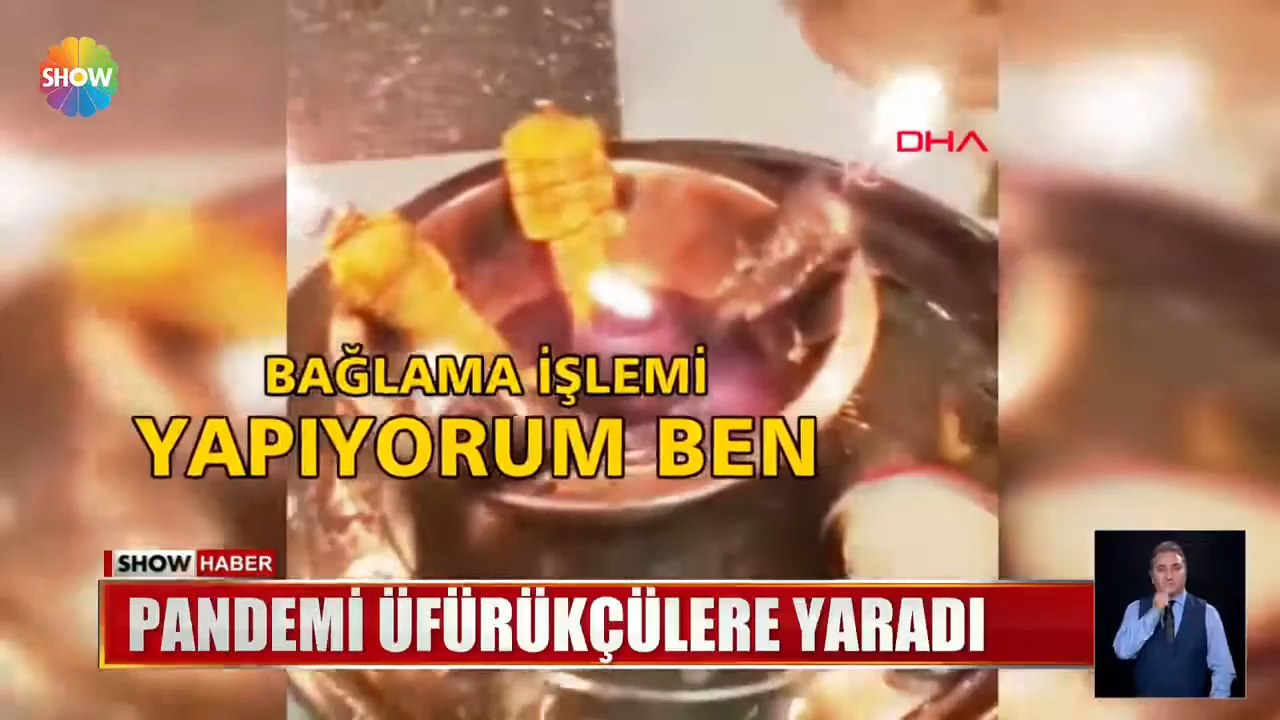 SHOW
DHA
BAĞLAMA İŞLEMİ
YAPIYORUM BEN
SHOW HABER
PANDEMİ ÜFÜRÜKÇÜLERE YARADI